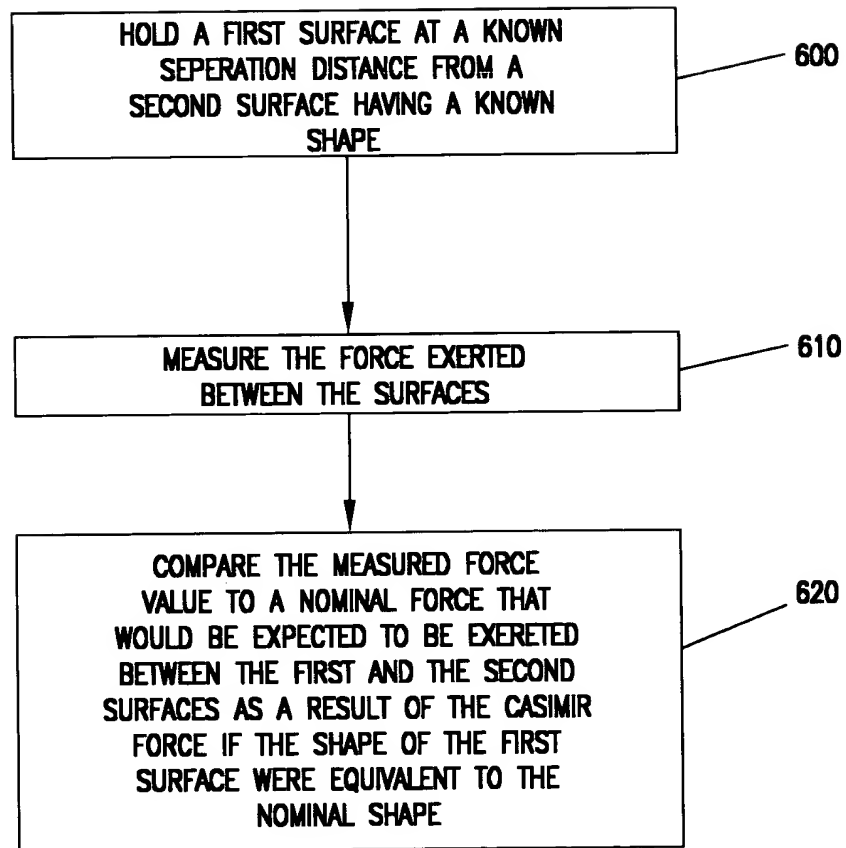 HOLD A FIRST SURFACE AT A KNOWN
SEPERATION DISTANCE FROM A
SECOND SURFACE HAVING A KNOWN
SHAPE
600
MEASURE THE FORCE EXERTED
BETWEEN THE SURFACES
610
COMPARE THE MEASURED FORCE
VALUE TO A NOMINAL FORCE THAT
WOULD BE EXPECTED TO BE EXERETED
BETWEEN THE FIRST AND THE SECOND
SURFACES AS A RESULT OF THE CASIMIR
FORCE IF THE SHAPE OF THE FIRST
SURFACE WERE EQUIVALENT TO THE
NOMINAL SHAPE
620